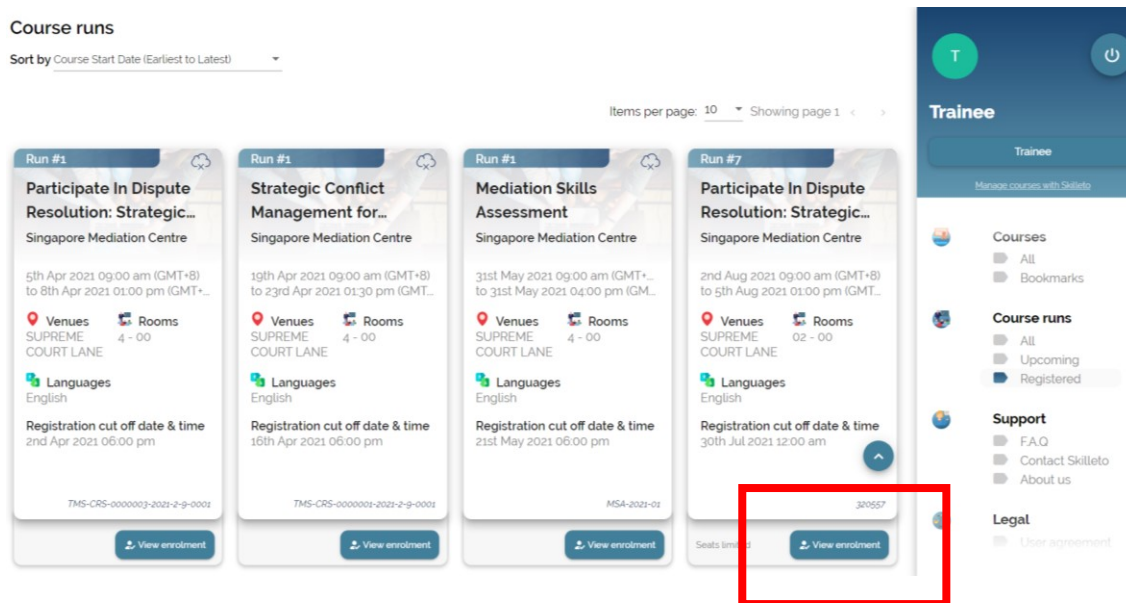 Course runs
Sort by Course Start Date (Earliest to Latest)
Items per page: 10 Showing page 1
Run #1
Participate In Dispute
Resolution: Strategic...
Singapore Mediation Centre
5th Apr 2021 09:00 am (GMT+8)
to 8th Apr 2021 01:00 pm (GMT+...
Venues Rooms
SUPREME 4 - 00
COURT LANE
Languages
English
Registration cut off date & time
2nd Apr 2021 06:00 pm
TMS-CRS-0000003-2021-2-9-0001
View enrolment
Run #1
Strategic Conflict
Management for...
Singapore Mediation Centre
19th Apr 2021 09:00 am (GMT+8)
to 23rd Apr 2021 01:30 pm (GMT...
Venues Rooms
SUPREME 4 - 00
COURT LANE
Languages
English
Registration cut off date & time
16th Apr 2021 06:00 pm
TMS-CRS-0000001-2021-2-9-0001
View enrolment
Run #1
Mediation Skills
Assessment
Singapore Mediation Centre
31st May 2021 09:00 am (GMT+...
to 31st May 2021 04:00 pm (GM...
Venues Rooms
SUPREME 4 - 00
COURT LANE
Languages
English
Registration cut off date & time
21st May 2021 06:00 pm
MSA-2021-01
View enrolment
Run #7
Participate In Dispute
Resolution: Strategic...
Singapore Mediation Centre
2nd Aug 2021 09:00 am (GMT+8)
to 5th Aug 2021 01:00 pm (GMT...
Venues Rooms
SUPREME 02 - 00
COURT LANE
Languages
English
Registration cut off date & time
30th Jul 2021 12:00 am
320557
Seats limited View enrolment
T
Trainee
Trainee
Manage courses with Skilleto
Courses
All
Bookmarks
Course runs
All
Upcoming
Registered
Support
F.A.Q
Contact Skilleto
About us
Legal
User agreement